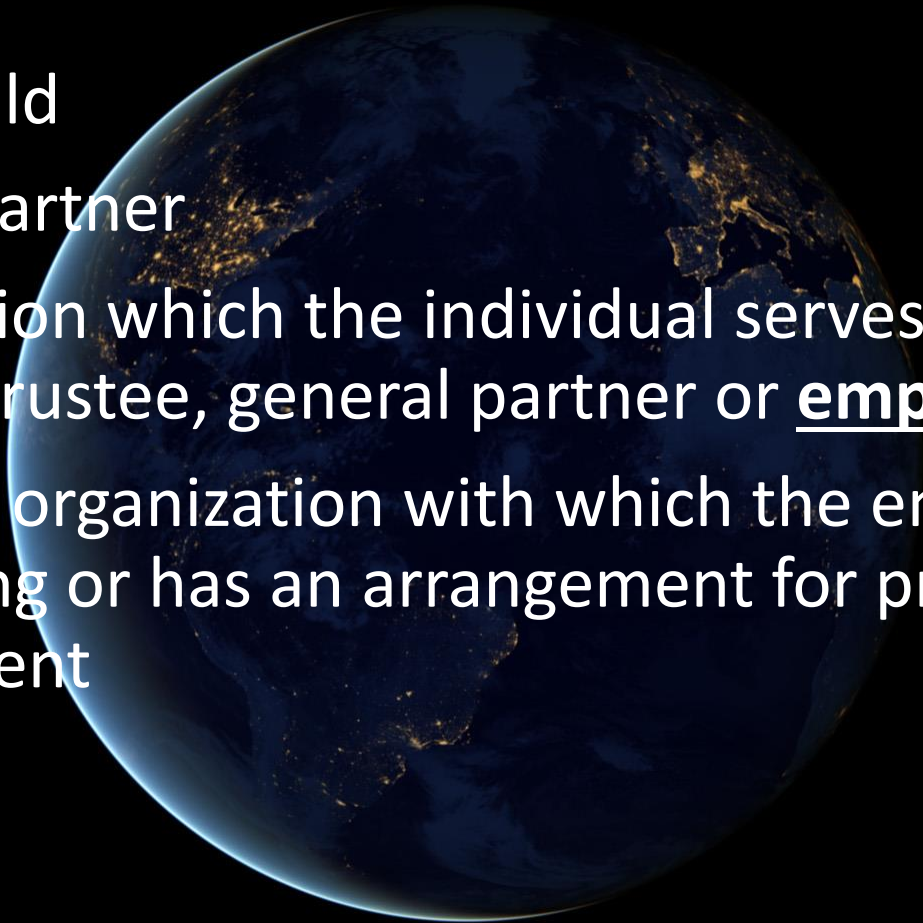 ld
artner
ion which the individual serves
rustee, general partner or emp
organization with which the er
ng or has an arrangement for pr
ent